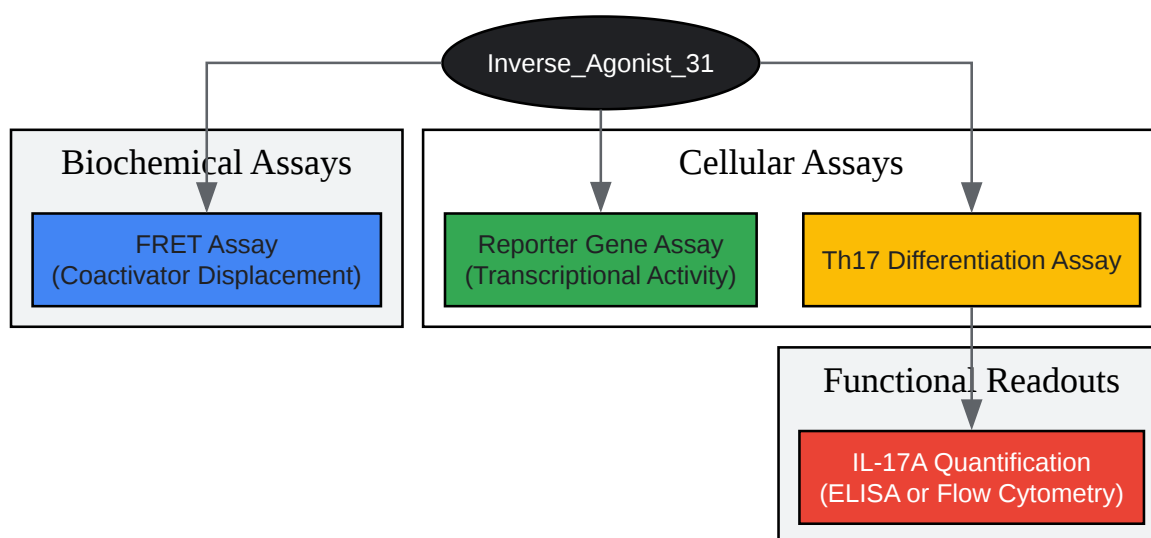 Inverse_Agonist_31
Biochemical Assays
Cellular Assays
FRET Assay
(Coactivator Displacement)
Reporter Gene Assay
(Transcriptional Activity)
Th17 Differentiation Assay
Functional Readouts
IL-17A Quantification
(ELISA or Flow Cytometry)